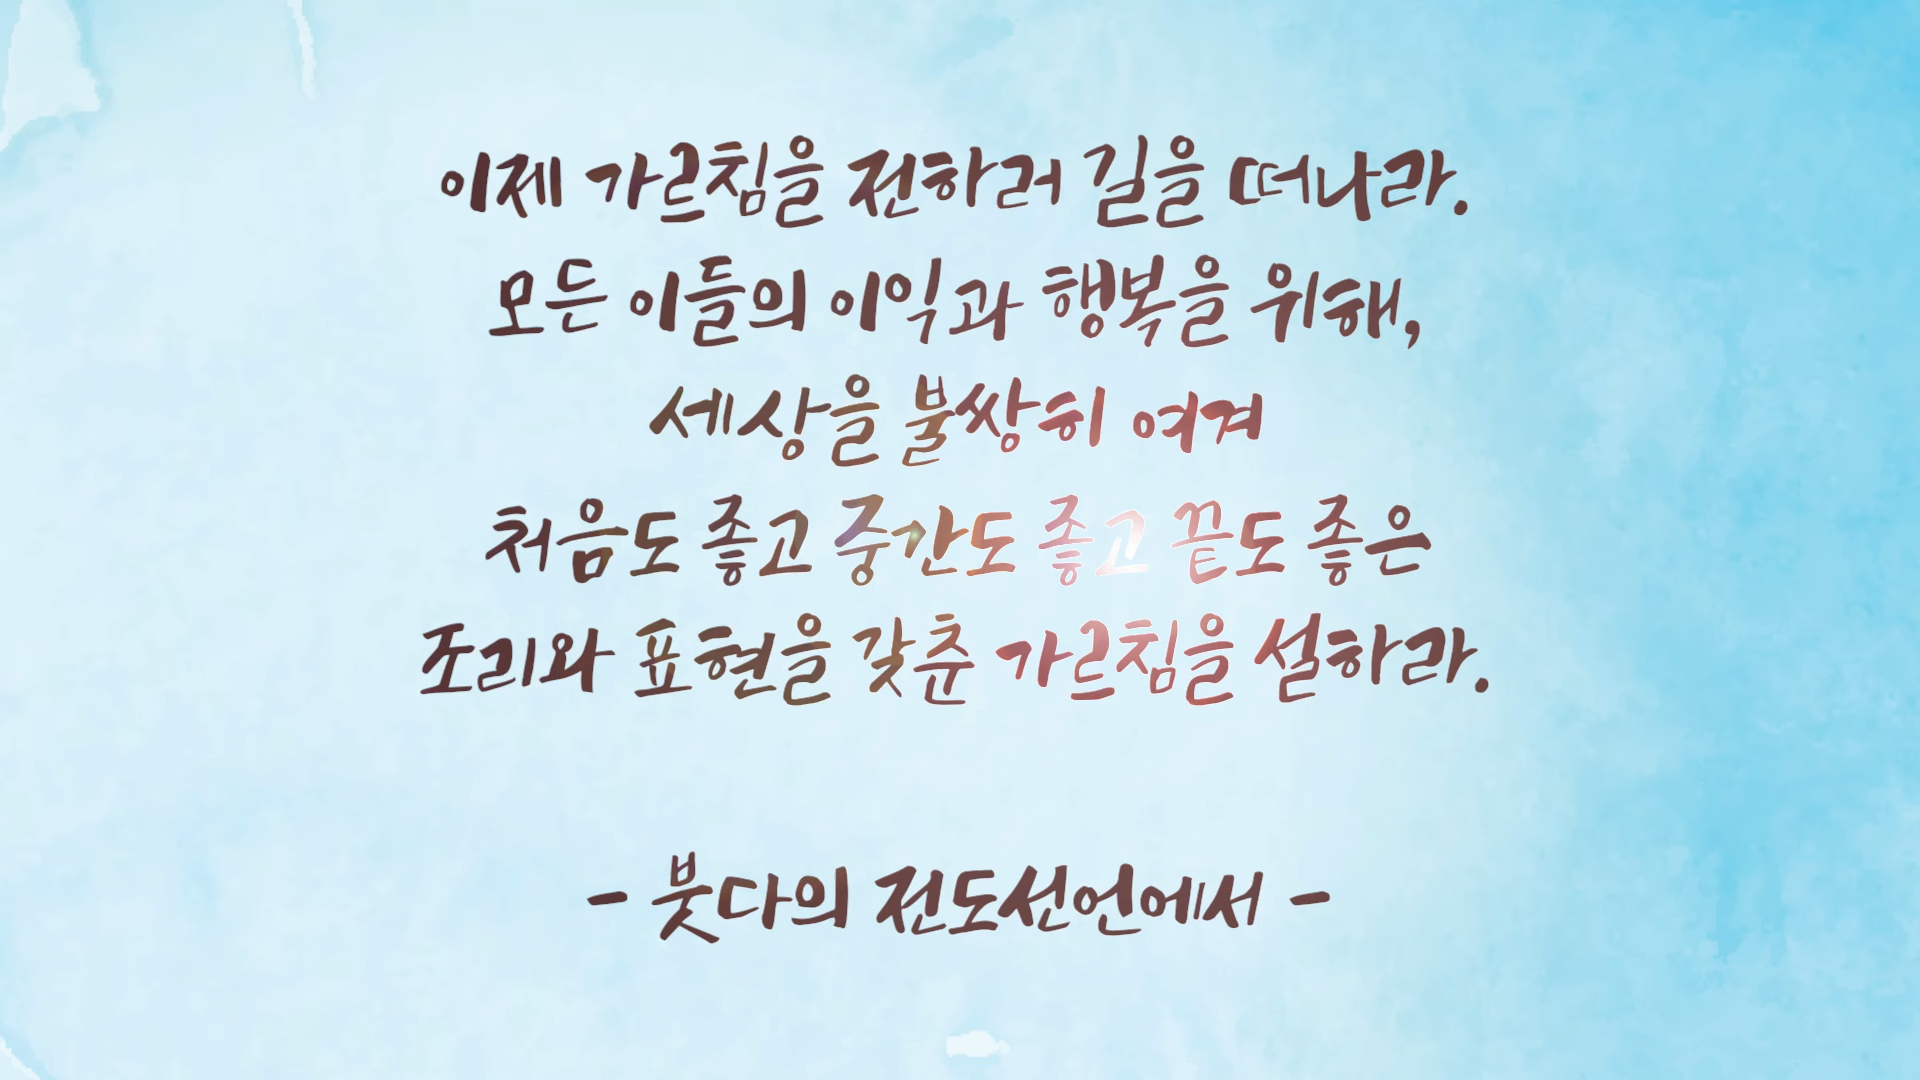 이제 가르침을 전하러 길을 떠나라.
모든 이들의 이익과 행복을 위해,
세상을 불쌍히 여겨
처음도 좋고 중간도 좋고 끝도 좋은
조리와 표현을 갖춘 가르침을 설하라.
- 붓다의 전도선언에서 -